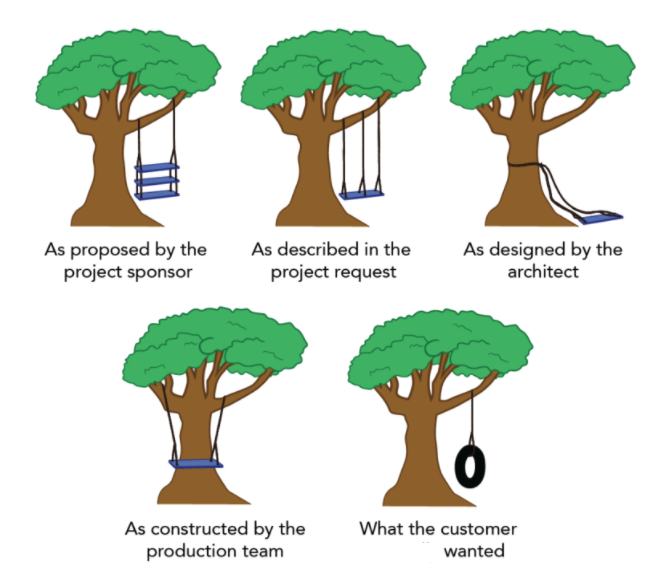 As proposed by the
project sponsor
As described in the
project request
As designed by the
architect
As constructed by the
production team
What the customer
wanted